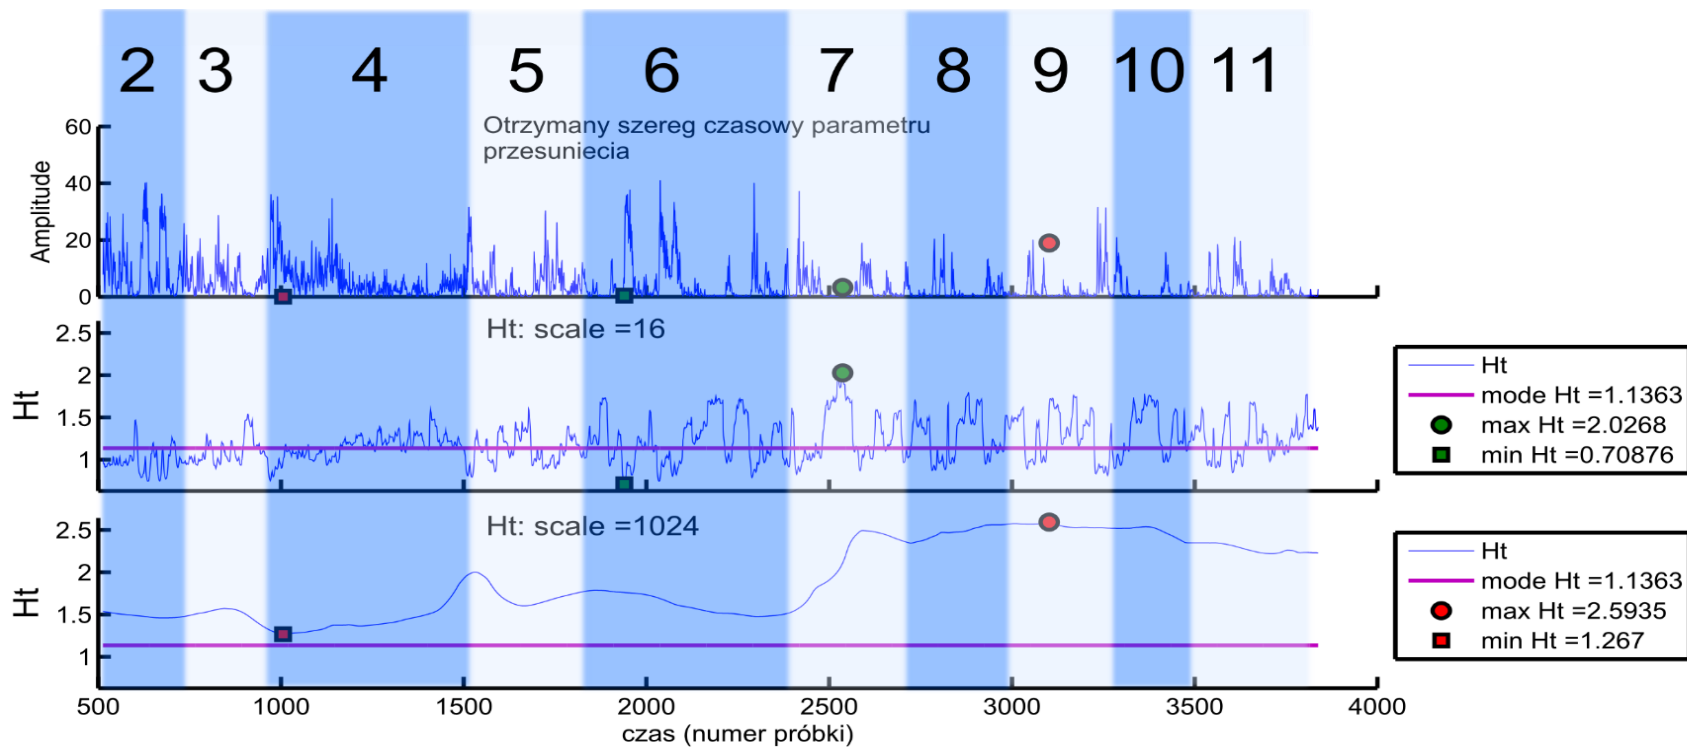 2 3 4 5 6 7 8 9 10 11
Otrzymany szereg czasowy parametru
przesuniecia
Amplitude
60
40
20
0
Ht: scale =16
Ht
2.5
2
1.5
1
Ht
mode Ht =1.1363
max Ht =2.0268
min Ht =0.70876
Ht: scale =1024
Ht
2.5
2
1.5
1
Ht
mode Ht =1.1363
max Ht =2.5935
min Ht =1.267
500 1000 1500 2000 2500 3000 3500 4000
czas (numer próbki)